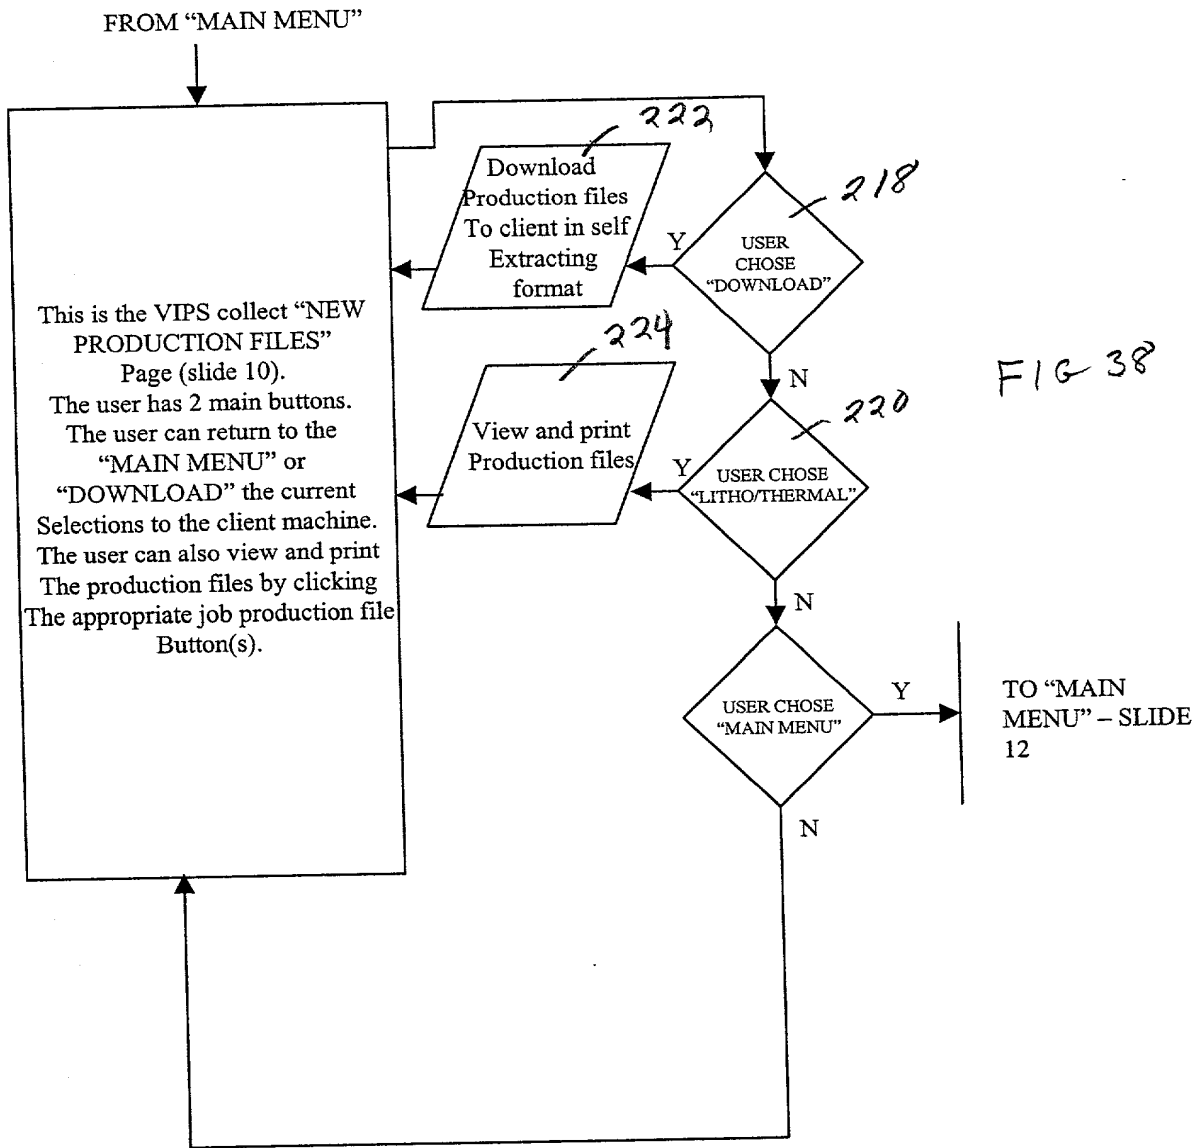 FROM “MAIN MENU”
This is the VIPS collect “NEW
PRODUCTION FILES”
Page (slide 10).
The user has 2 main buttons.
The user can return to the
“MAIN MENU” or
“DOWNLOAD” the current
Selections to the client machine.
The user can also view and print
The production files by clicking
The appropriate job production file
Button(s).
222
Download
Production files
To client in self
Extracting
format
218
Y
USER
CHOSE
“DOWNLOAD”
N
224
View and print
Production files
220
Y
USER CHOSE
“LITHO/THERMAL”
N
FIG 38
USER CHOSE
“MAIN MENU”
Y
N
TO “MAIN
MENU” – SLIDE
12